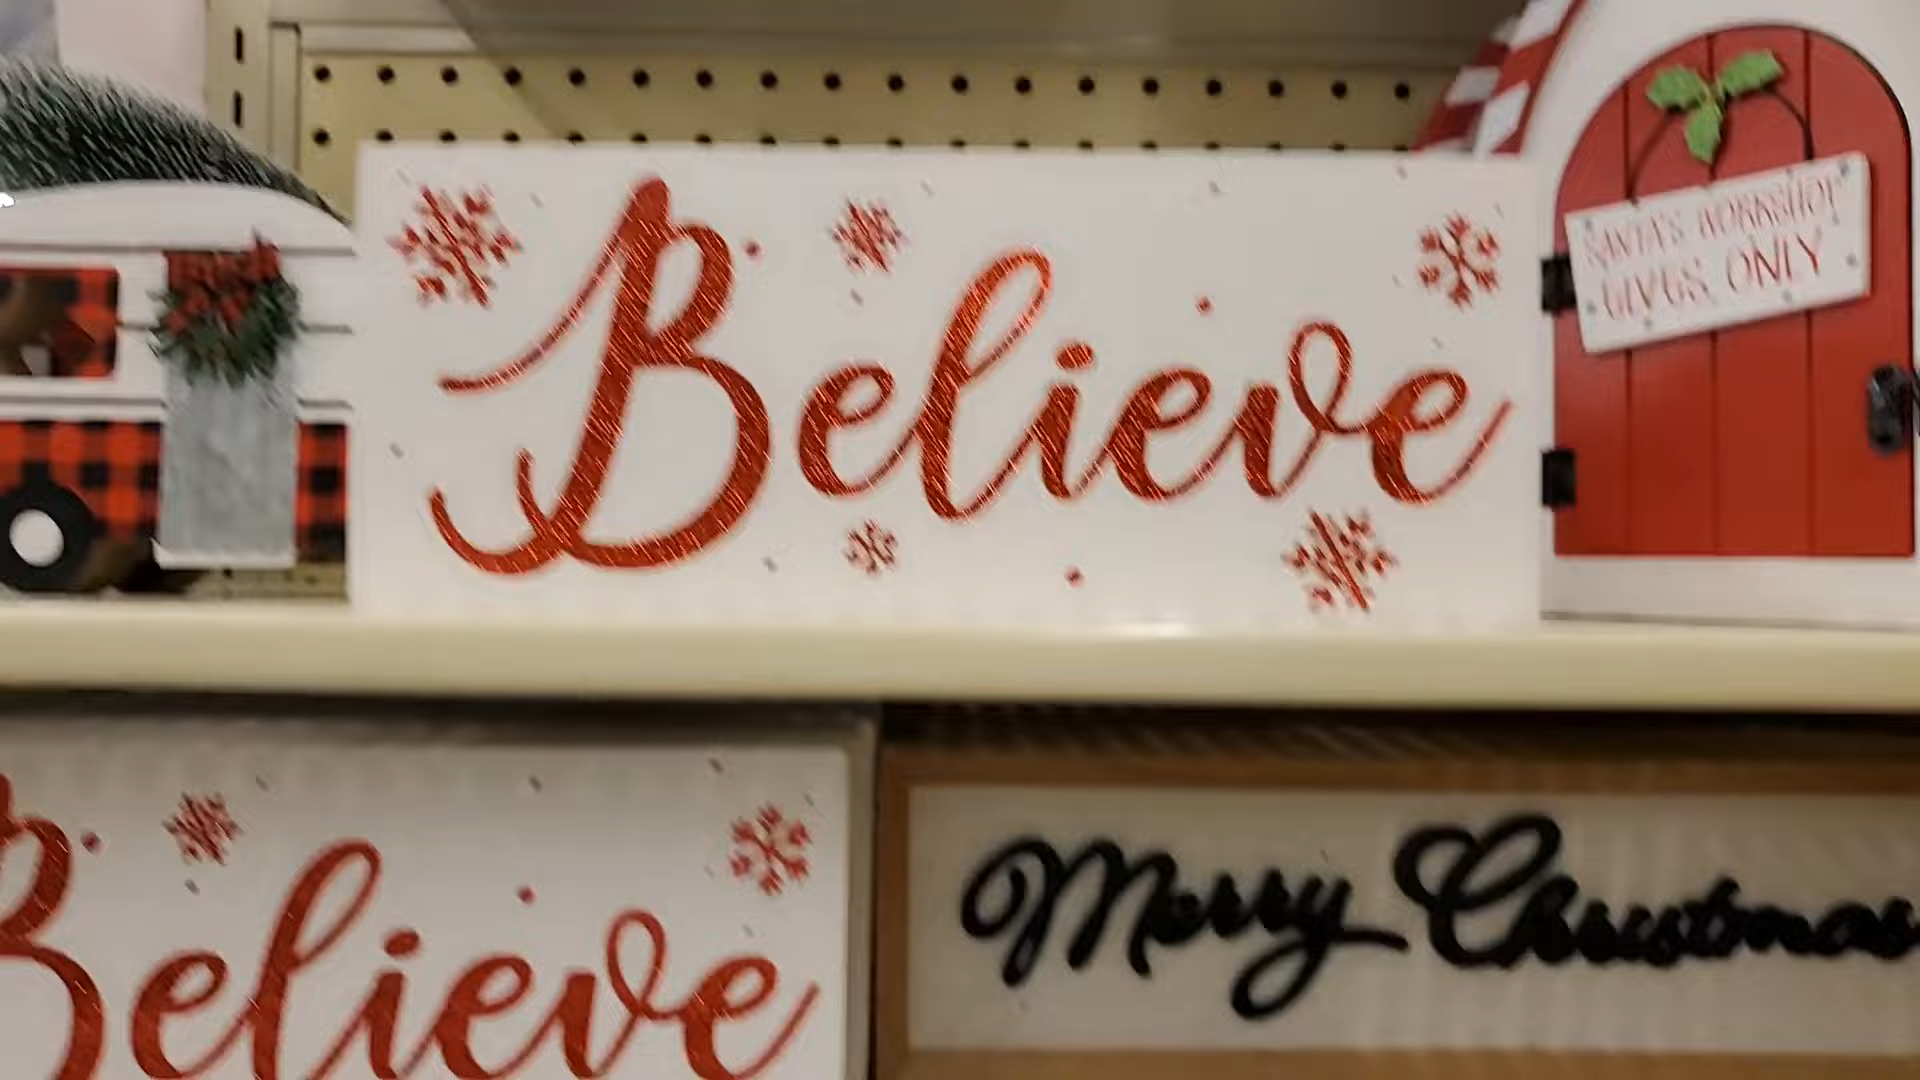 Believe
SANTA'S WORKSHOP
ELVES ONLY
Believe
Merry Christmas